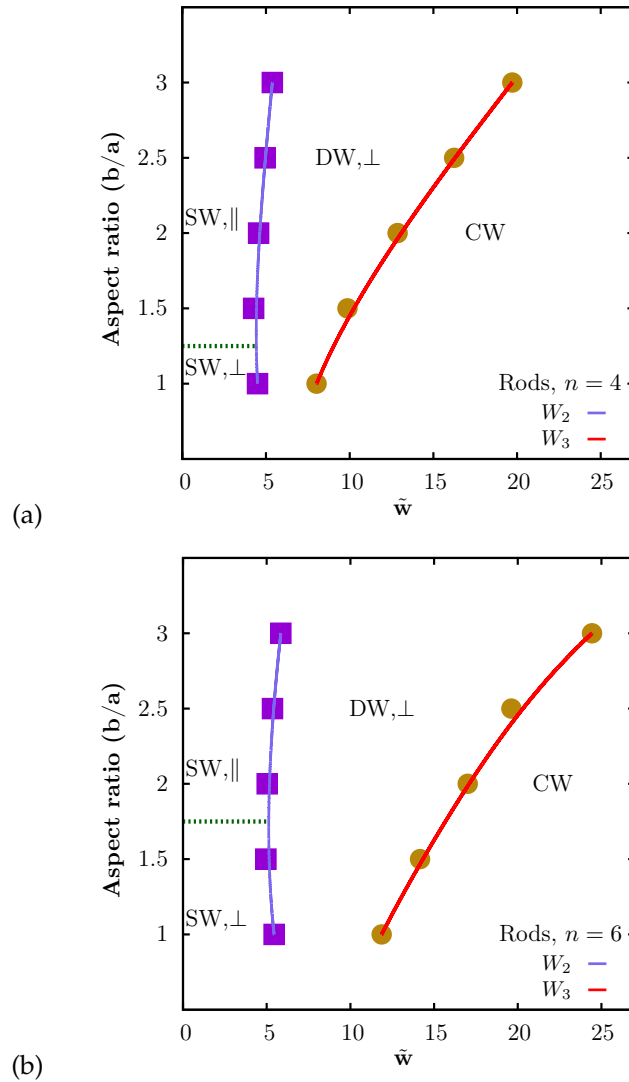 3
2.5
2
1.5
1
0 5 10 15 20 25
Aspect ratio (b/a)
w̃
SW,∥
SW,⊥
DW,⊥
CW
Rods, n = 4
W₂
W₃
(a)
3
2.5
2
1.5
1
0 5 10 15 20 25
Aspect ratio (b/a)
w̃
SW,∥
SW,⊥
DW,⊥
CW
Rods, n = 6
W₂
W₃
(b)